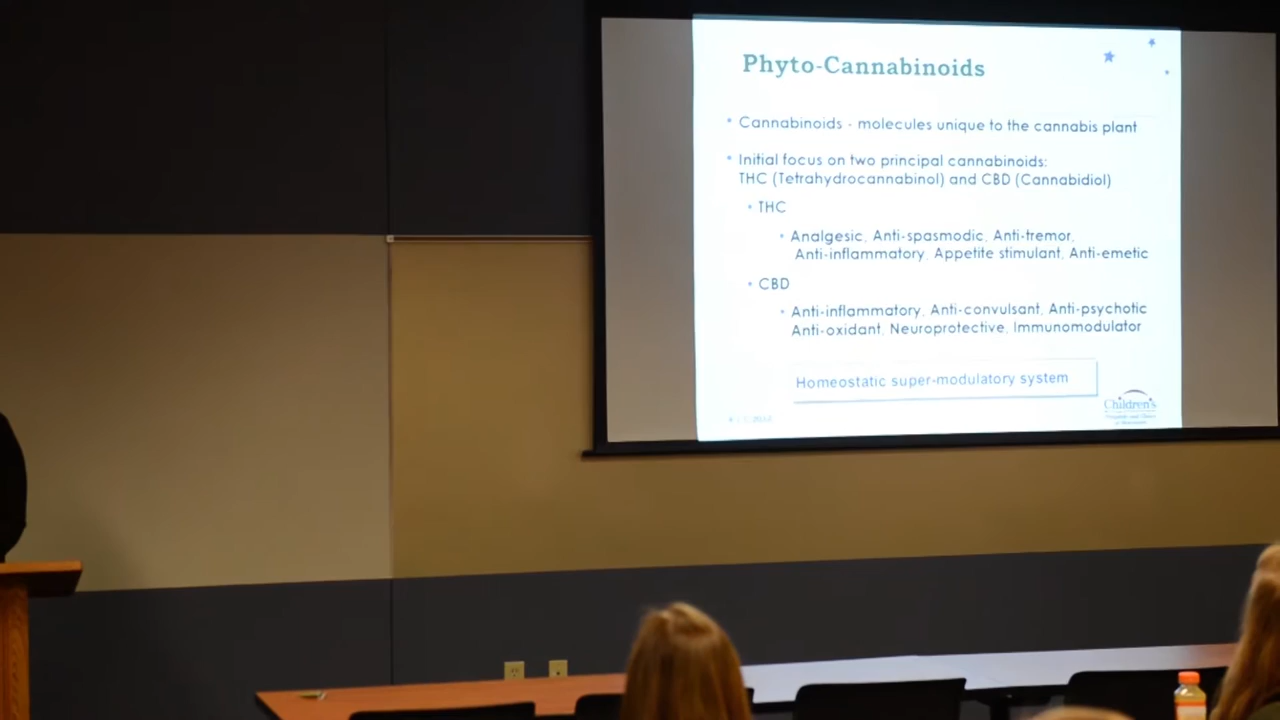 Phyto-Cannabinoids
• Cannabinoids - molecules unique to the cannabis plant
• Initial focus on two principal cannabinoids:
THC (Tetrahydrocannabinol) and CBD (Cannabidiol)
• THC
• Analgesic, Anti-spasmodic, Anti-tremor,
Anti-inflammatory, Appetite stimulant, Anti-emetic
• CBD
• Anti-inflammatory, Anti-convulsant, Anti-psychotic
Anti-oxidant, Neuroprotective, Immunomodulator
Homeostatic super-modulatory system
Children's